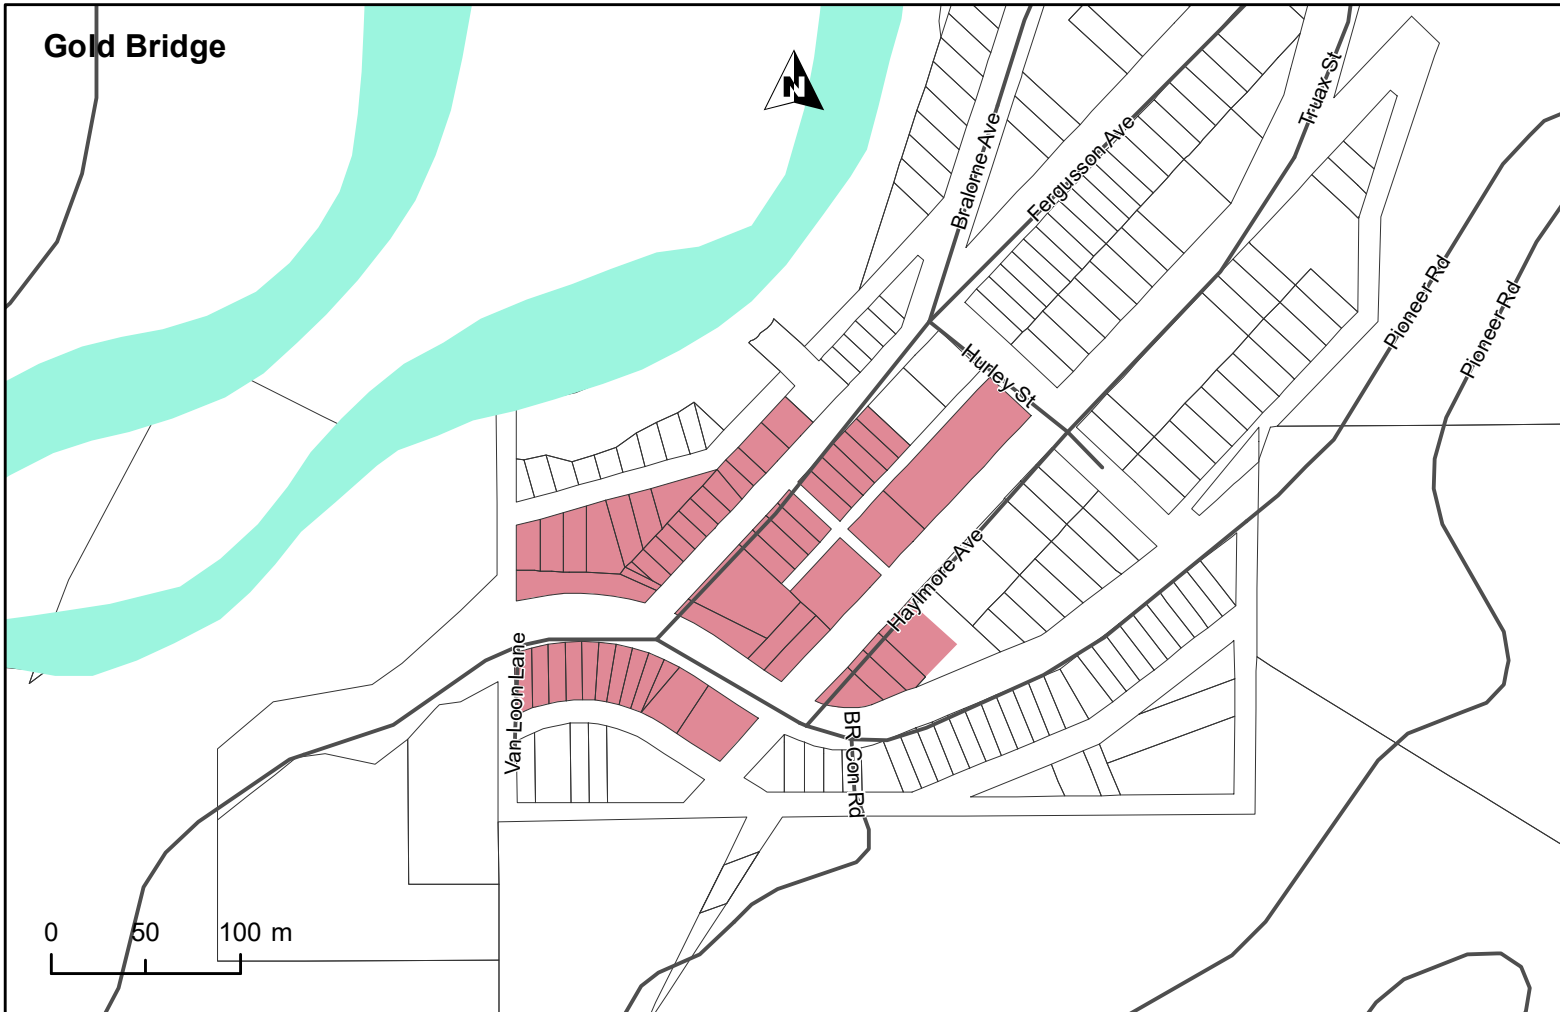 Gold Bridge
N
Bralorne Ave
Fergusson Ave
Truax St
Hurley St
Pioneer Rd
Pioneer Rd
Haylmore Ave
Van Loon Lane
BR Con Rd
0 50 100 m